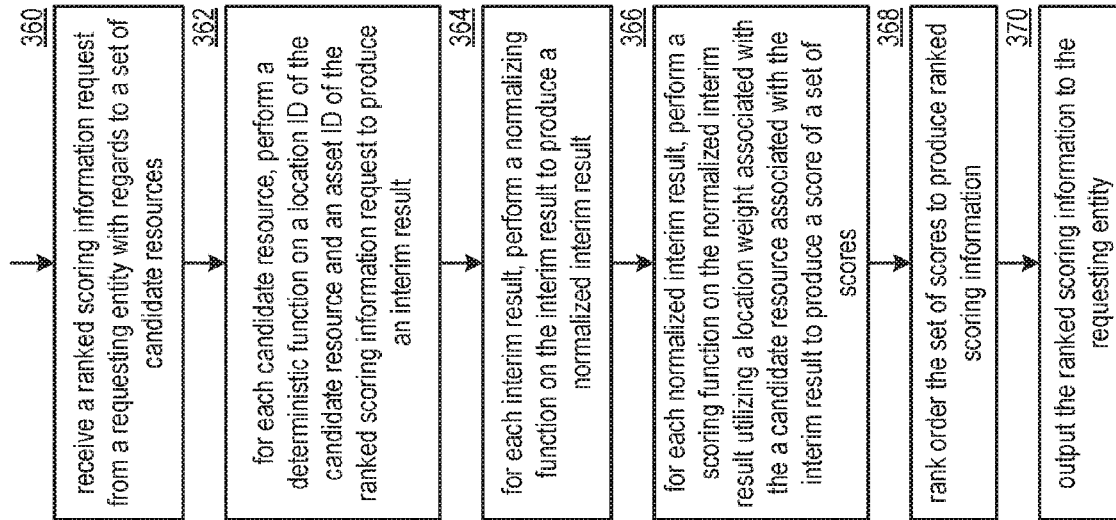 360
receive a ranked scoring information request
from a requesting entity with regards to a set of
candidate resources
362
for each candidate resource, perform a
deterministic function on a location ID of the
candidate resource and an asset ID of the
ranked scoring information request to produce
an interim result
364
for each interim result, perform a normalizing
function on the interim result to produce a
normalized interim result
366
for each normalized interim result, perform a
scoring function on the normalized interim
result utilizing a location weight associated with
the a candidate resource associated with the
interim result to produce a score of a set of
scores
368
rank order the set of scores to produce ranked
scoring information
370
output the ranked scoring information to the
requesting entity